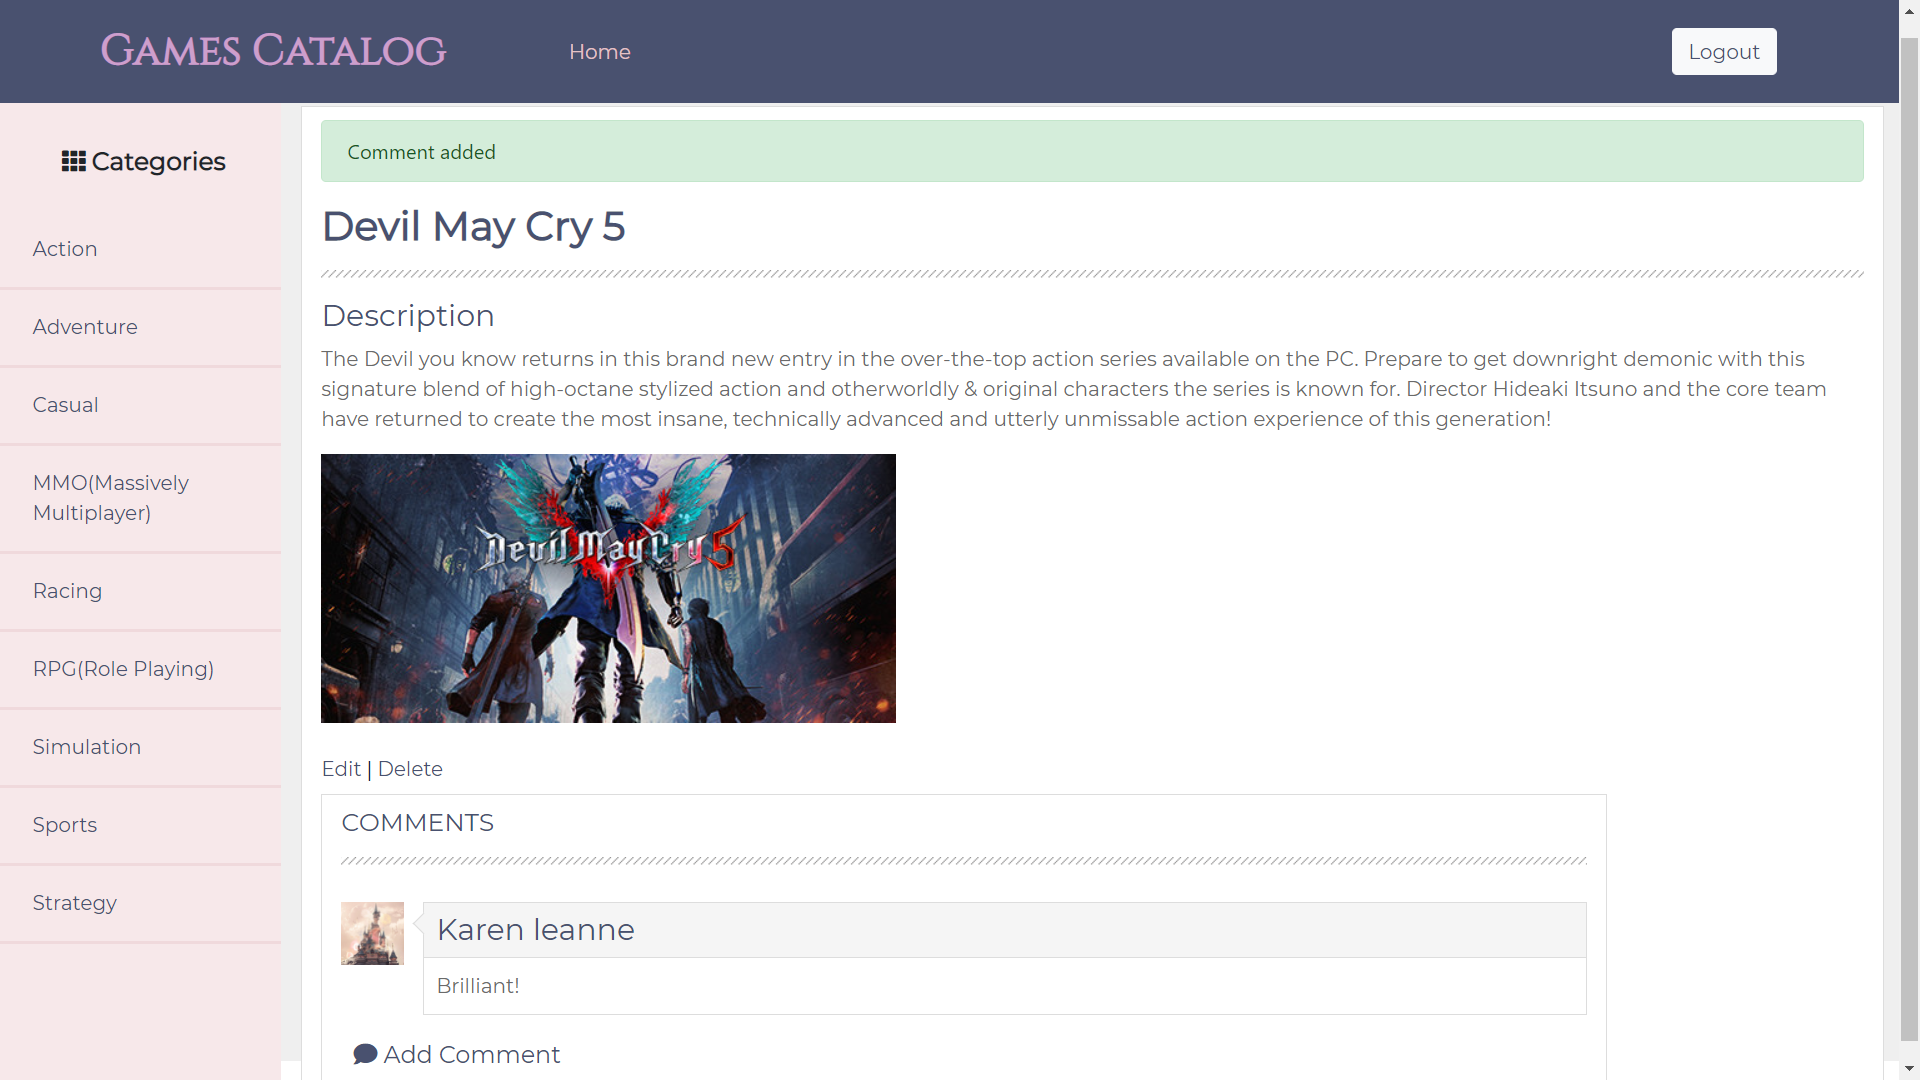 GAMES CATALOG
Home
Logout
Comment added
Categories
Action
Adventure
Casual
MMO(Massively
Multiplayer)
Racing
RPG(Role Playing)
Simulation
Sports
Strategy
Devil May Cry 5
Description
The Devil you know returns in this brand new entry in the over-the-top action series available on the PC. Prepare to get downright demonic with this
signature blend of high-octane stylized action and otherworldly & original characters the series is known for. Director Hideaki Itsuno and the core team
have returned to create the most insane, technically advanced and utterly unmissable action experience of this generation!
Devil May Cry 5
Edit | Delete
COMMENTS
Karen leanne
Brilliant!
Add Comment